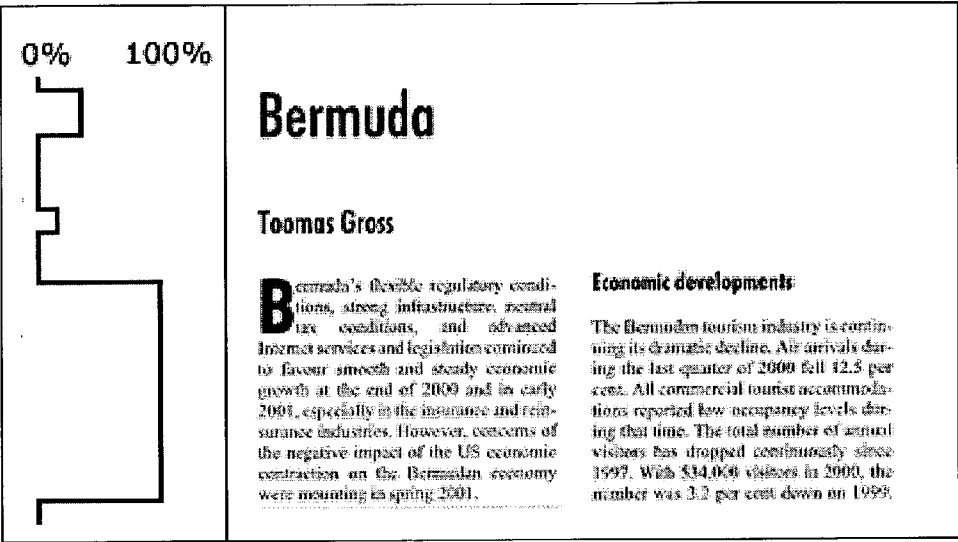 0% 100%
Bermuda
Toomas Gross
Bermuda's flexible regulatory condi-
tions, strong infrastructure, neutral
tax conditions, and advanced
Internet services and legislation continued
to favour smooth and steady economic
growth at the end of 2000 and in early
2001, especially in the insurance and rein-
surance industries. However, concerns of
the negative impact of the US economic
contraction on the Bermudan economy
were mounting in spring 2001.
Economic developments
The Bermudan tourism industry is contin-
uing its dramatic decline. Air arrivals dur-
ing the last quarter of 2000 fell 12.5 per
cent. All commercial tourist accommoda-
tions reported low occupancy levels dur-
ing that time. The total number of annual
visitors has dropped continuously since
1997. With 534,000 visitors in 2000, the
number was 3.2 per cent down on 1999.